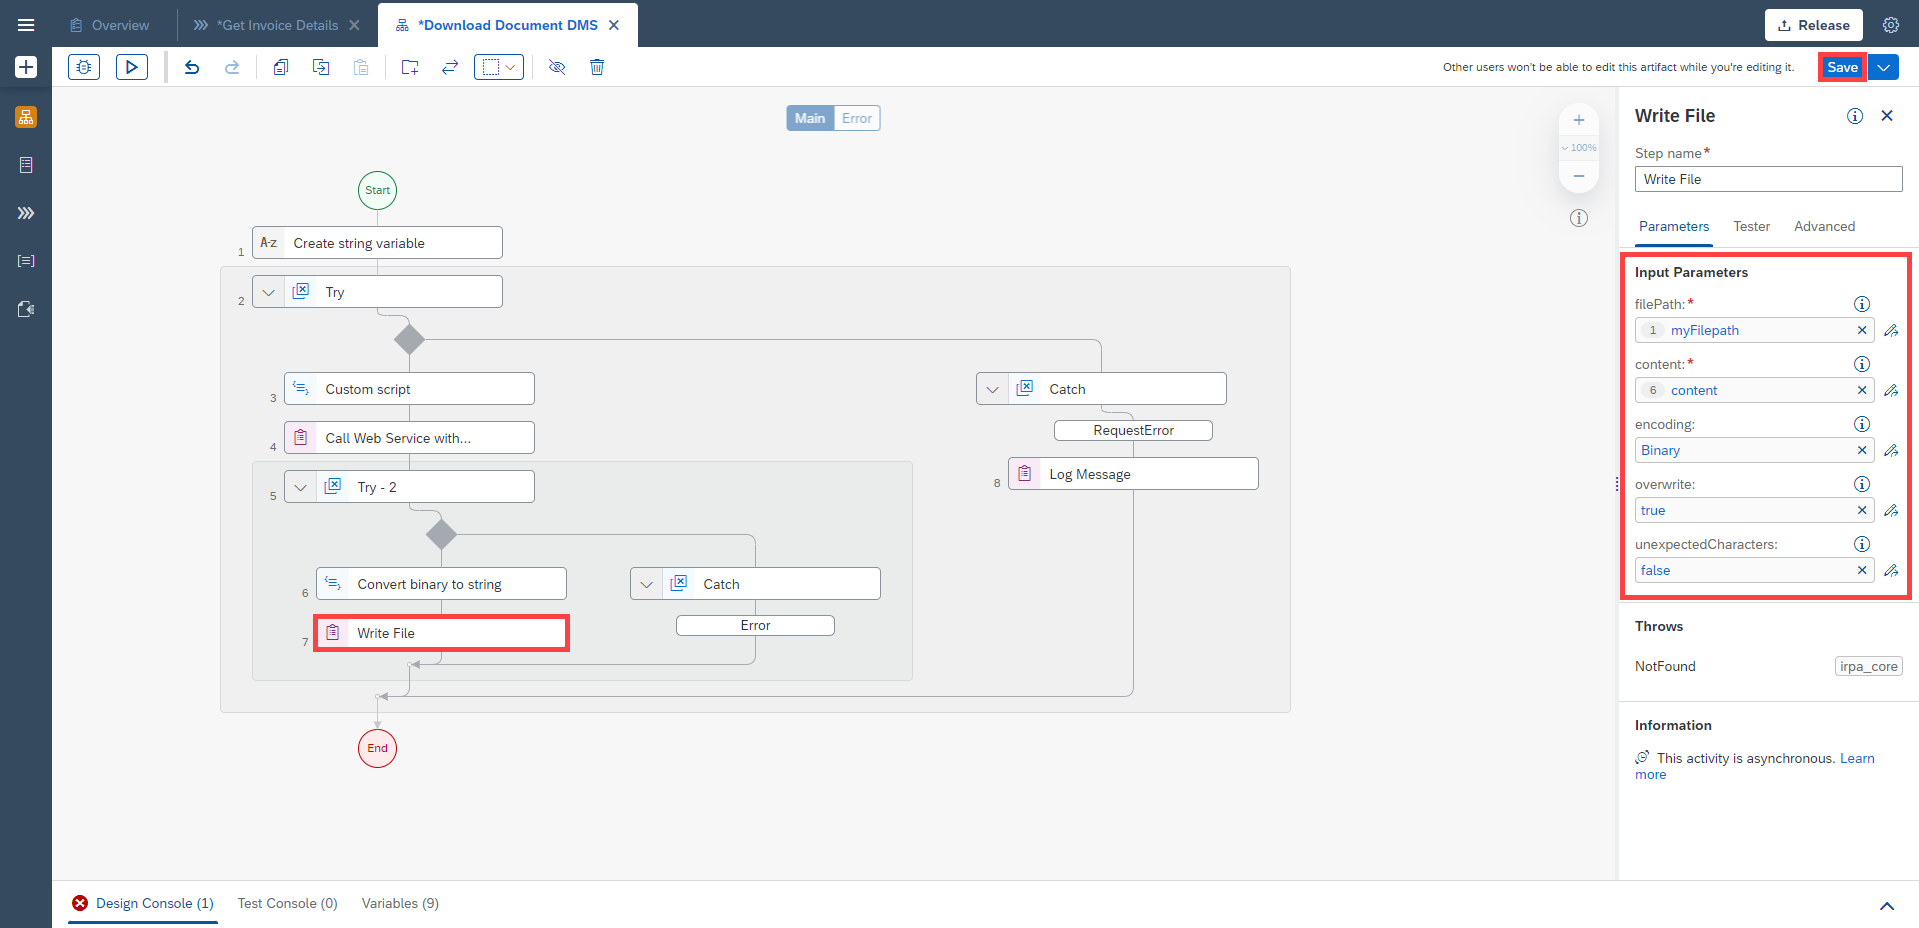 Overview
*Get Invoice Details
*Download Document DMS
Release
Other users won't be able to edit this artifact while you're editing it.
Save
Main
Error
100%
Start
1
A-z
Create string variable
2
Try
3
Custom script
Catch
4
Call Web Service with...
RequestError
5
Try - 2
8
Log Message
6
Convert binary to string
Catch
7
Write File
Error
End
Write File
Step name*
Write File
Parameters
Tester
Advanced
Input Parameters
filePath:*
1 myFilepath
content:*
6 content
encoding:
Binary
overwrite:
true
unexpectedCharacters:
false
Throws
NotFound
irpa_core
Information
This activity is asynchronous. Learn
more
Design Console (1)
Test Console (0)
Variables (9)